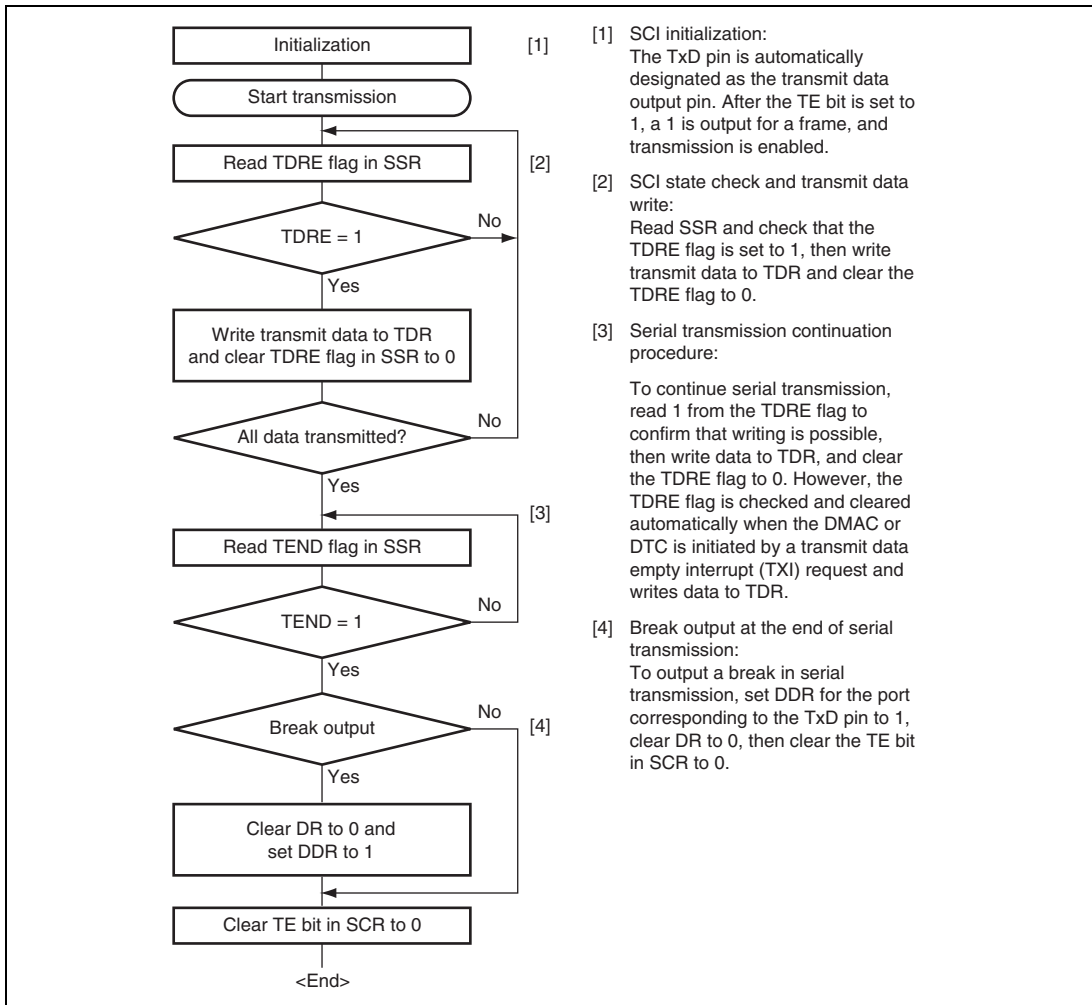 Initialization
[1]
Start transmission
Read TDRE flag in SSR
[2]
TDRE = 1
No
Yes
Write transmit data to TDR
and clear TDRE flag in SSR to 0
All data transmitted?
No
Yes
[3]
Read TEND flag in SSR
TEND = 1
No
Yes
Break output
No
[4]
Yes
Clear DR to 0 and
set DDR to 1
Clear TE bit in SCR to 0
<End>
[1] SCI initialization:
The TxD pin is automatically
designated as the transmit data
output pin. After the TE bit is set to
1, a 1 is output for a frame, and
transmission is enabled.
[2] SCI state check and transmit data
write:
Read SSR and check that the
TDRE flag is set to 1, then write
transmit data to TDR and clear the
TDRE flag to 0.
[3] Serial transmission continuation
procedure:
To continue serial transmission,
read 1 from the TDRE flag to
confirm that writing is possible,
then write data to TDR, and clear
the TDRE flag to 0. However, the
TDRE flag is checked and cleared
automatically when the DMAC or
DTC is initiated by a transmit data
empty interrupt (TXI) request and
writes data to TDR.
[4] Break output at the end of serial
transmission:
To output a break in serial
transmission, set DDR for the port
corresponding to the TxD pin to 1,
clear DR to 0, then clear the TE bit
in SCR to 0.